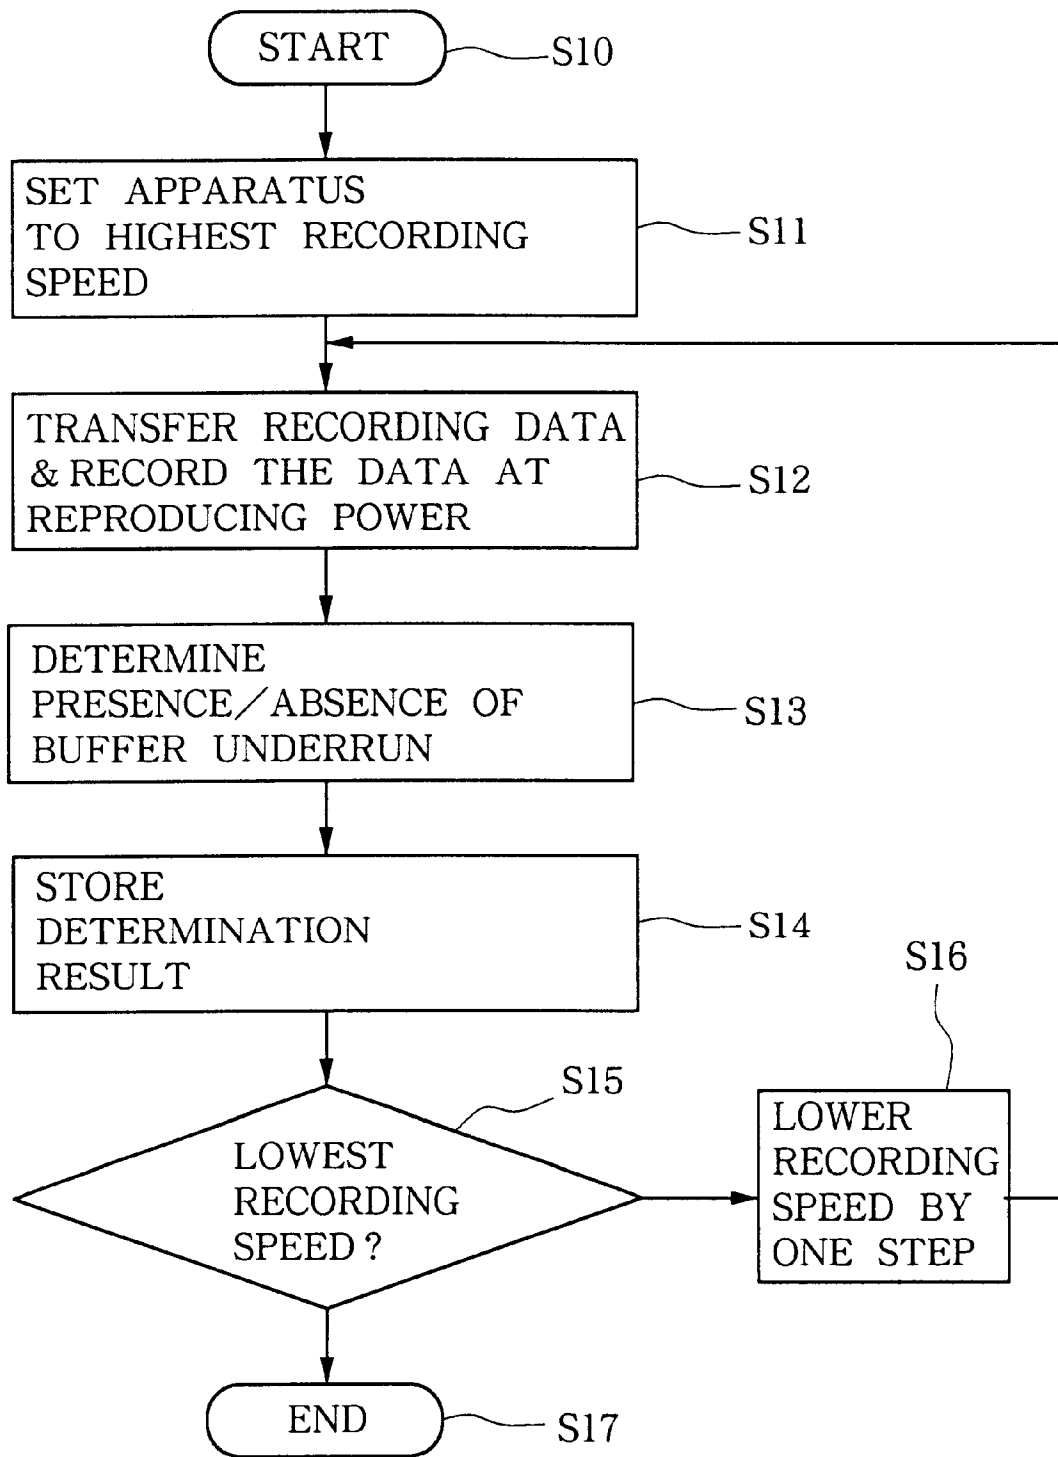 START
S10
SET APPARATUS
TO HIGHEST RECORDING
SPEED
S11
TRANSFER RECORDING DATA
& RECORD THE DATA AT
REPRODUCING POWER
S12
DETERMINE
PRESENCE/ABSENCE OF
BUFFER UNDERRUN
S13
STORE
DETERMINATION
RESULT
S14
LOWEST
RECORDING
SPEED?
S15
LOWER
RECORDING
SPEED BY
ONE STEP
S16
END
S17